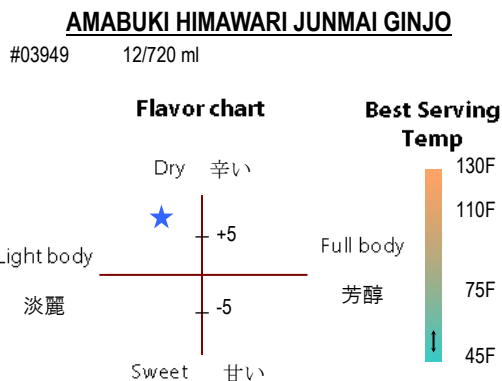 AMABUKI HIMAWARI JUNMAI GINJO
#03949 12/720 ml
Flavor chart
Best Serving
Temp
Dry 辛い
130F
110F
+5
Light body
Full body
淡麗
芳醇
75F
-5
45F
Sweet 甘い